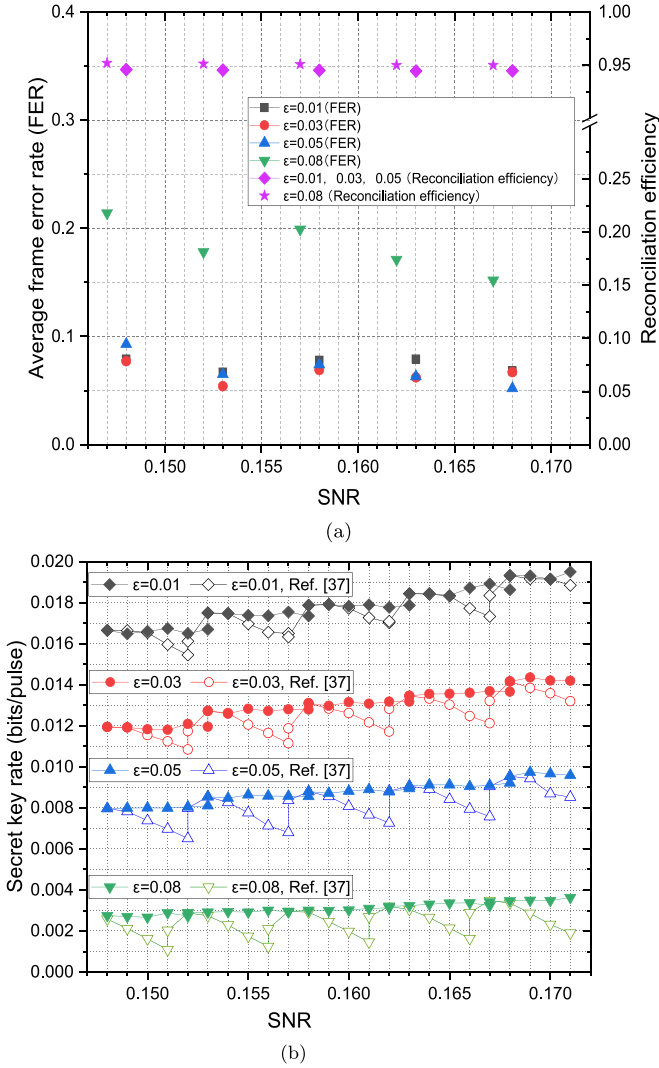 0.4
0.3
0.2
0.1
0.0
Average frame error rate (FER)
1.00
0.95
0.25
0.20
0.15
0.10
0.05
0.00
Reconciliation efficiency
ε=0.01(FER)
ε=0.03(FER)
ε=0.05(FER)
ε=0.08(FER)
ε=0.01, 0.03, 0.05 (Reconciliation efficiency)
ε=0.08 (Reconciliation efficiency)
0.150 0.155 0.160 0.165 0.170
SNR
(a)
0.020
0.018
0.016
0.014
0.012
0.010
0.008
0.006
0.004
0.002
0.000
Secret key rate (bits/pulse)
ε=0.01 ε=0.01, Ref. [37]
ε=0.03 ε=0.03, Ref. [37]
ε=0.05 ε=0.05, Ref. [37]
ε=0.08 ε=0.08, Ref. [37]
0.150 0.155 0.160 0.165 0.170
SNR
(b)